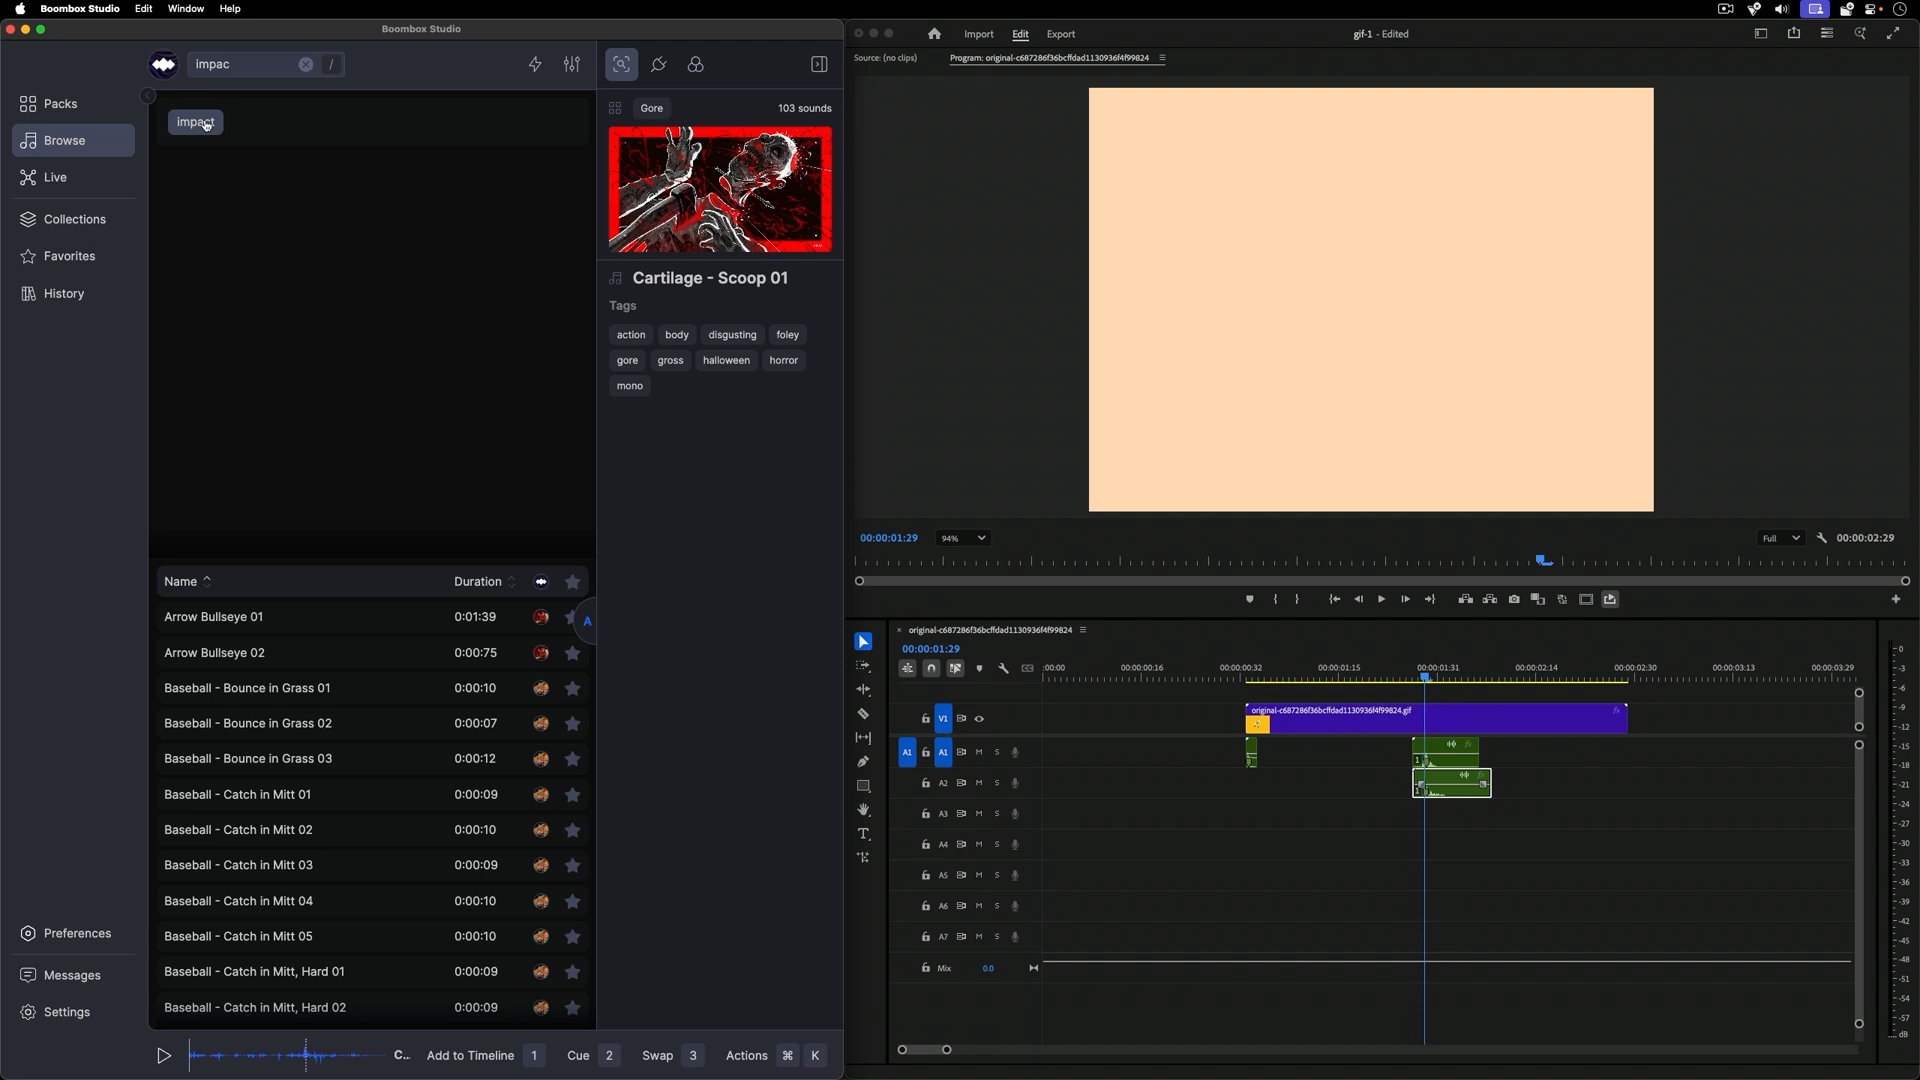 Boombox Studio Edit Window Help
Boombox Studio
impac /
Packs
Browse
Live
Collections
Favorites
History
Preferences
Messages
Settings
impact
Name Duration
Arrow Bullseye 01 0:01:39
Arrow Bullseye 02 0:00:75
Baseball - Bounce in Grass 01 0:00:10
Baseball - Bounce in Grass 02 0:00:07
Baseball - Bounce in Grass 03 0:00:12
Baseball - Catch in Mitt 01 0:00:09
Baseball - Catch in Mitt 02 0:00:10
Baseball - Catch in Mitt 03 0:00:09
Baseball - Catch in Mitt 04 0:00:10
Baseball - Catch in Mitt 05 0:00:10
Baseball - Catch in Mitt, Hard 01 0:00:09
Baseball - Catch in Mitt, Hard 02 0:00:09
A
C... Add to Timeline 1 Cue 2 Swap 3 Actions ⌘ K
Gore 103 sounds
Cartilage - Scoop 01
Tags
action body disgusting foley
gore gross halloween horror
mono
Import Edit Export gif-1 - Edited
Source: (no clips) Program: original-c687286f36bcffdad1130936f4f99824
00:00:01:29 94% Full 00:00:02:29
× original-c687286f36bcffdad1130936f4f99824
00:00:01:29
:00:00 00:00:00:16 00:00:00:32 00:00:01:15 00:00:01:31 00:00:02:14 00:00:02:30 00:00:03:13 00:00:03:29
V1 original-c687286f36bcffdad1130936f4f99824.gif fx
A1 A1 M S fx
A2 M S fx
A3 M S
A4 M S
A5 M S
A6 M S
A7 M S
Mix 0.0
0
-3
-6
-9
-12
-15
-18
-21
-24
-27
-30
-33
-36
-39
-42
-45
-48
-51
-54
-57
dB